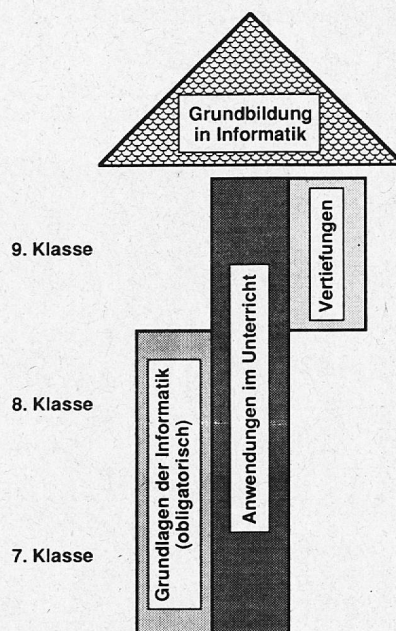 Grundbildung
in Informatik
9. Klasse
Vertiefungen
Anwendungen im Unterricht
8. Klasse
Grundlagen der Informatik
(obligatorisch)
7. Klasse